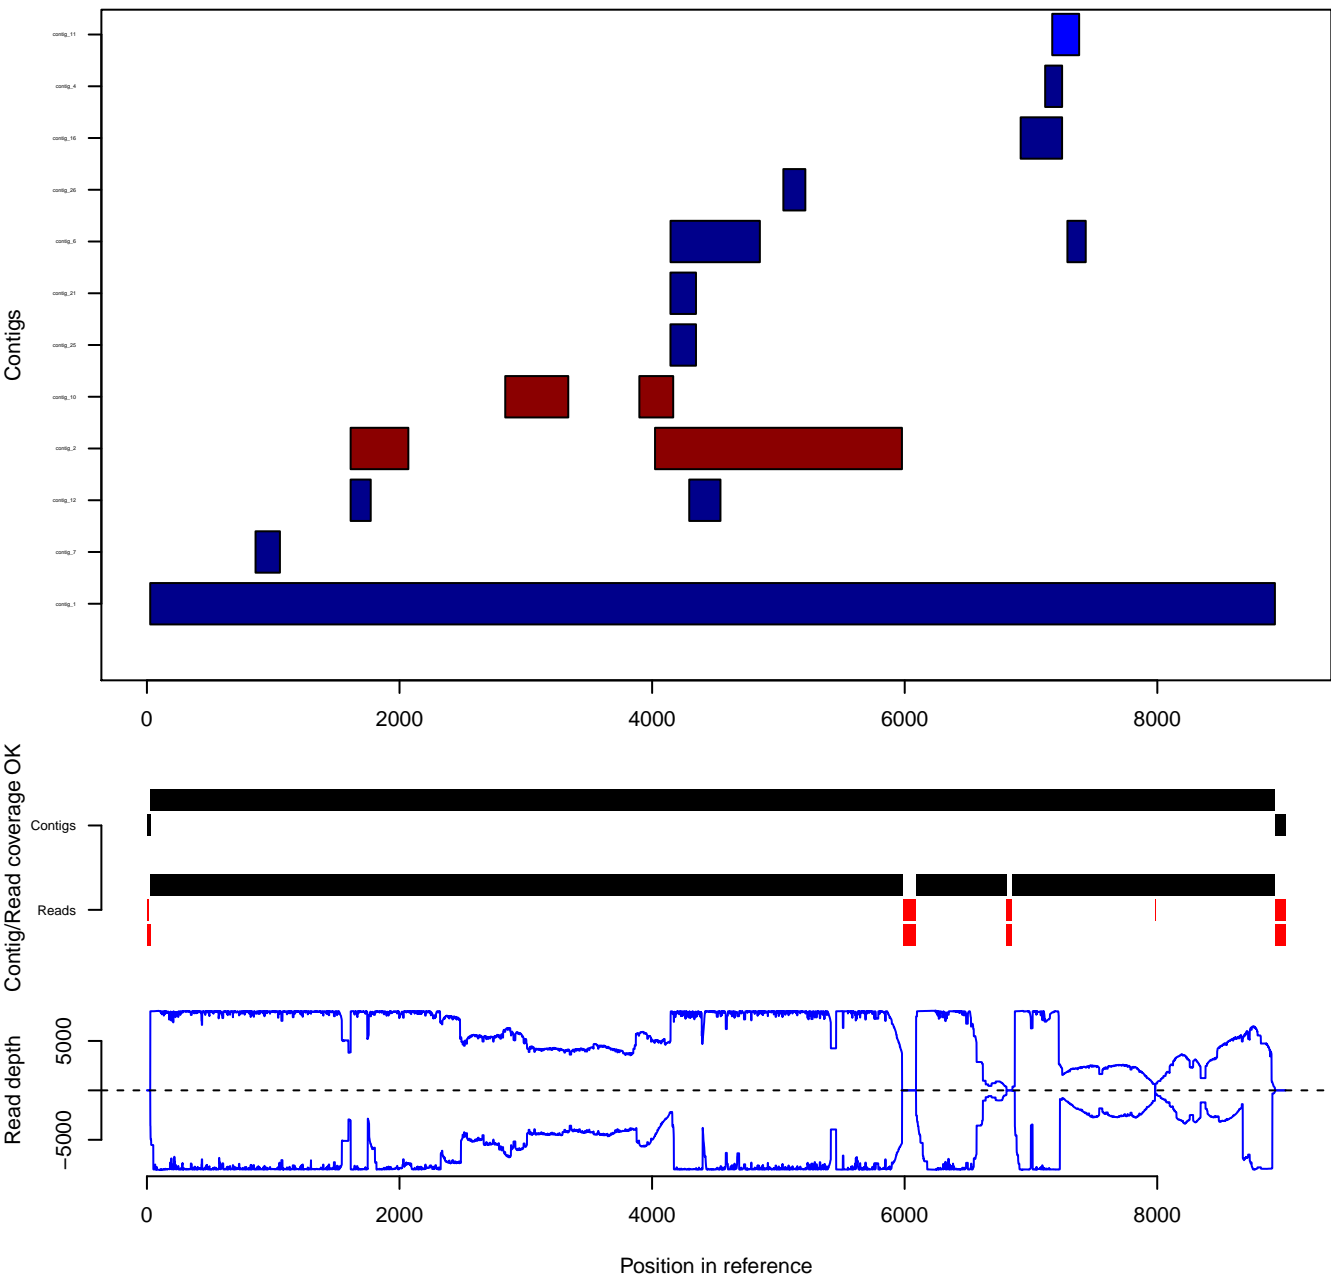 Contigs
contig_11
contig_4
contig_16
contig_26
contig_6
contig_21
contig_25
contig_10
contig_2
contig_12
contig_7
contig_1
0 2000 4000 6000 8000
Contig/Read coverage OK
Contigs
Reads
Read depth
5000
−5000
0 2000 4000 6000 8000
Position in reference